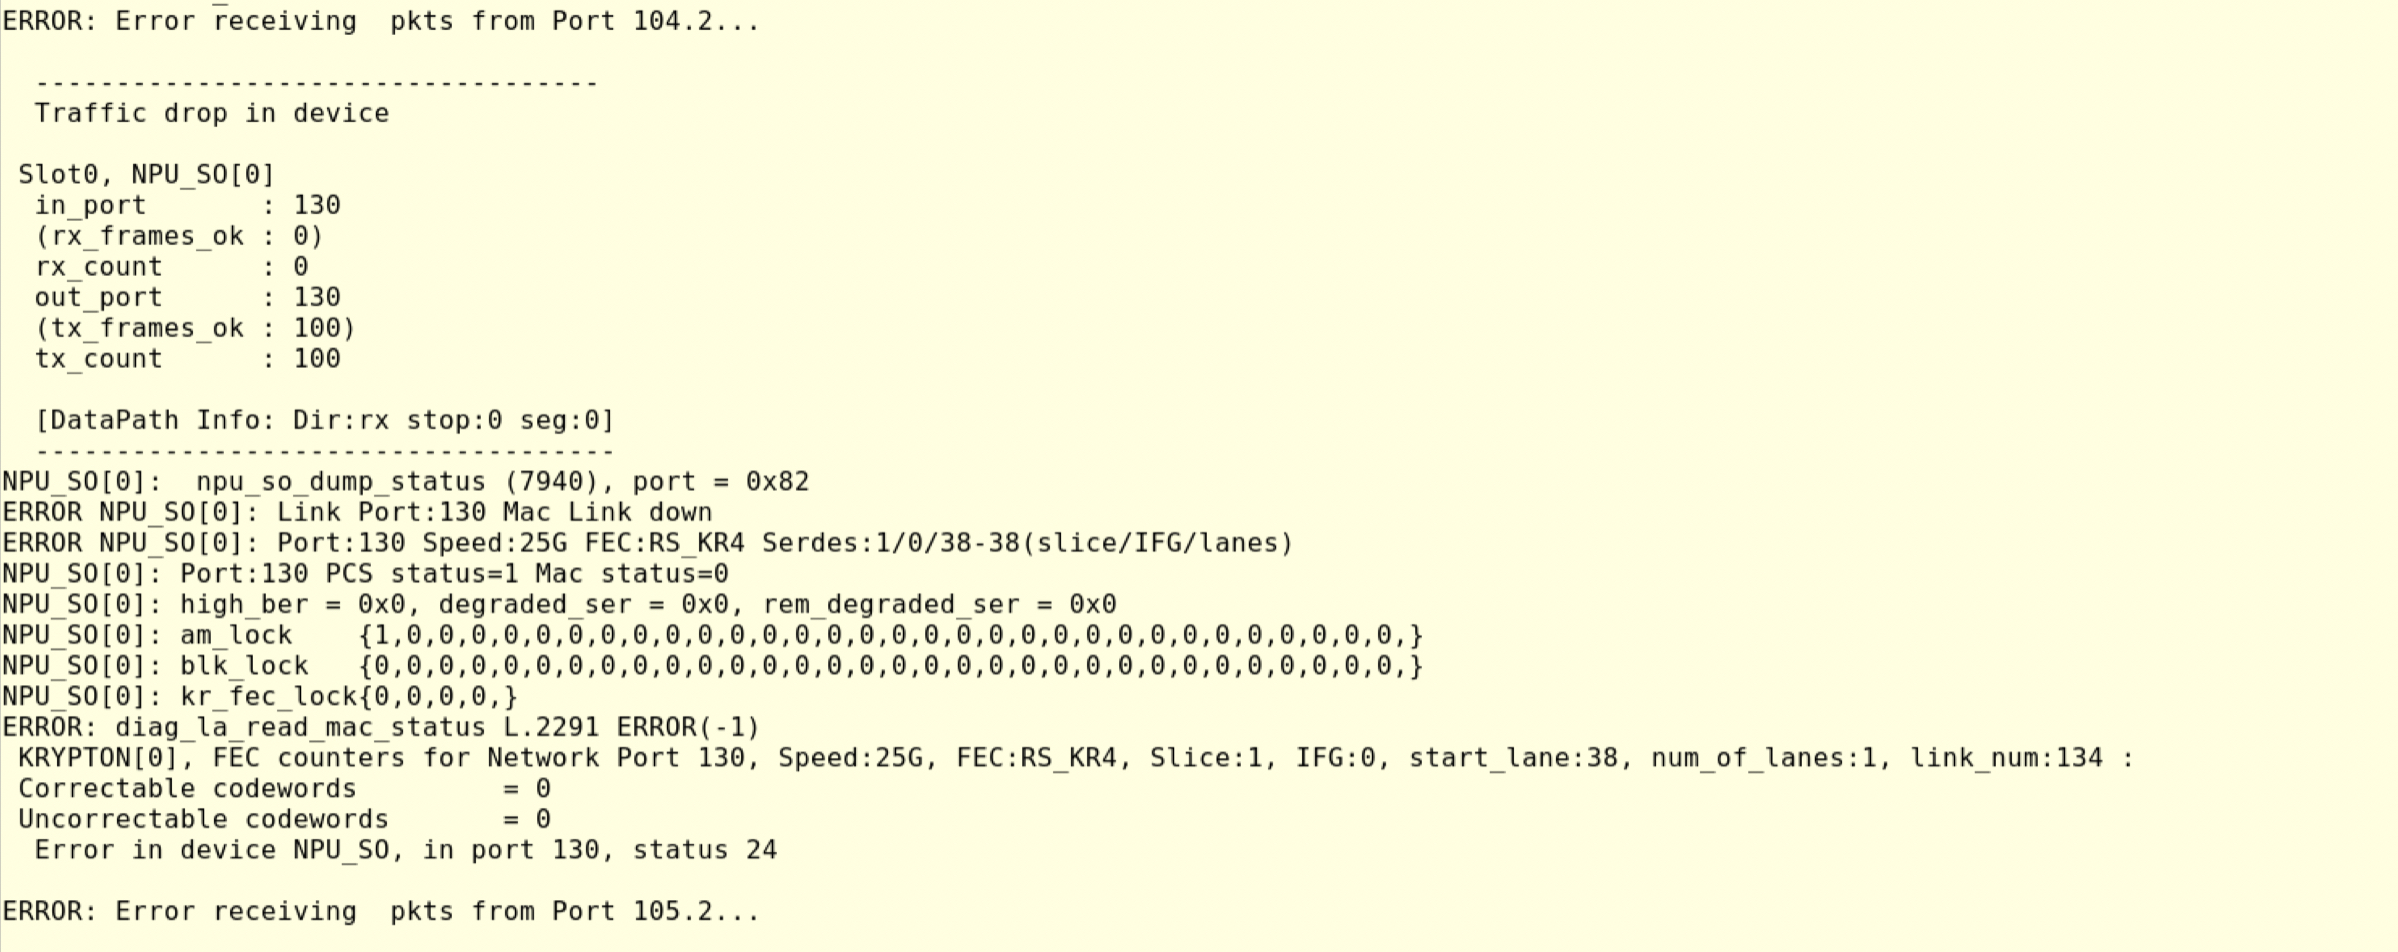 ERROR: Error receiving  pkts from Port 104.2...
-----------------------------------
Traffic drop in device
Slot0, NPU_SO[0]
in_port       : 130
(rx_frames_ok : 0)
rx_count      : 0
out_port      : 130
(tx_frames_ok : 100)
tx_count      : 100
[DataPath Info: Dir:rx stop:0 seg:0]
------------------------------------
NPU_SO[0]:  npu_so_dump_status (7940), port = 0x82
ERROR NPU_SO[0]: Link Port:130 Mac Link down
ERROR NPU_SO[0]: Port:130 Speed:25G FEC:RS_KR4 Serdes:1/0/38-38(slice/IFG/lanes)
NPU_SO[0]: Port:130 PCS status=1 Mac status=0
NPU_SO[0]: high_ber = 0x0, degraded_ser = 0x0, rem_degraded_ser = 0x0
NPU_SO[0]: am_lock    {1,0,0,0,0,0,0,0,0,0,0,0,0,0,0,0,0,0,0,0,0,0,0,0,0,0,0,0,0,0,0,0,}
NPU_SO[0]: blk_lock   {0,0,0,0,0,0,0,0,0,0,0,0,0,0,0,0,0,0,0,0,0,0,0,0,0,0,0,0,0,0,0,0,}
NPU_SO[0]: kr_fec_lock{0,0,0,0,}
ERROR: diag_la_read_mac_status L.2291 ERROR(-1)
KRYPTON[0], FEC counters for Network Port 130, Speed:25G, FEC:RS_KR4, Slice:1, IFG:0, start_lane:38, num_of_lanes:1, link_num:134 :
Correctable codewords         = 0
Uncorrectable codewords       = 0
Error in device NPU_SO, in port 130, status 24
ERROR: Error receiving  pkts from Port 105.2...